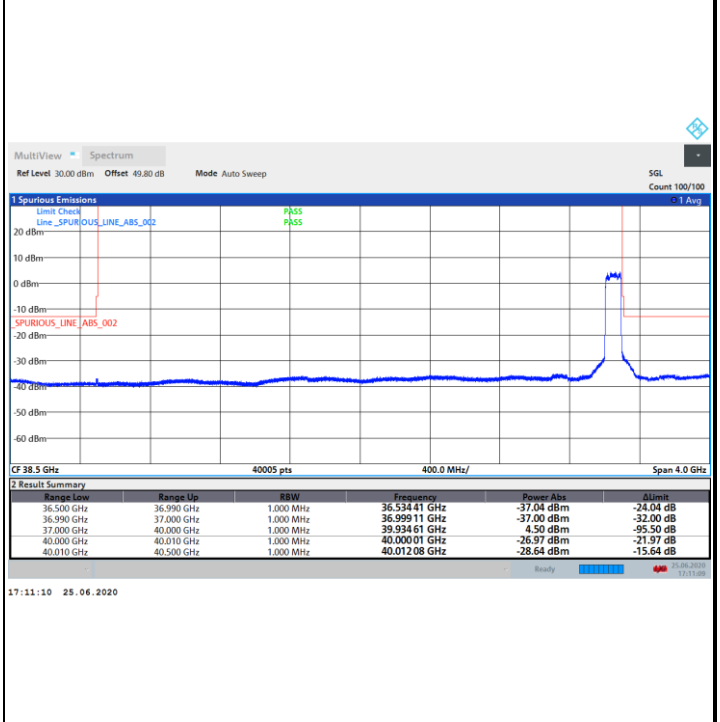 MultiView Spectrum
Ref Level 30.00 dBm Offset 49.80 dB Mode Auto Sweep SGL
Count 100/100
1 Spurious Emissions 1 Avg
Limit Check PASS
Line _SPURIOUS_LINE_ABS_002 PASS
20 dBm
10 dBm
0 dBm
-10 dBm
_SPURIOUS_LINE_ABS_002
-20 dBm
-30 dBm
-40 dBm
-50 dBm
-60 dBm
CF 38.5 GHz 40005 pts 400.0 MHz/ Span 4.0 GHz
2 Result Summary
Range Low Range Up RBW Frequency Power Abs ΔLimit
36.500 GHz 36.990 GHz 1.000 MHz 36.534 41 GHz -37.04 dBm -24.04 dB
36.990 GHz 37.000 GHz 1.000 MHz 36.999 11 GHz -37.00 dBm -32.00 dB
37.000 GHz 40.000 GHz 1.000 MHz 39.934 61 GHz 4.50 dBm -95.50 dB
40.000 GHz 40.010 GHz 1.000 MHz 40.000 01 GHz -26.97 dBm -21.97 dB
40.010 GHz 40.500 GHz 1.000 MHz 40.012 08 GHz -28.64 dBm -15.64 dB
Ready 25.06.2020
17:11:09
17:11:10 25.06.2020